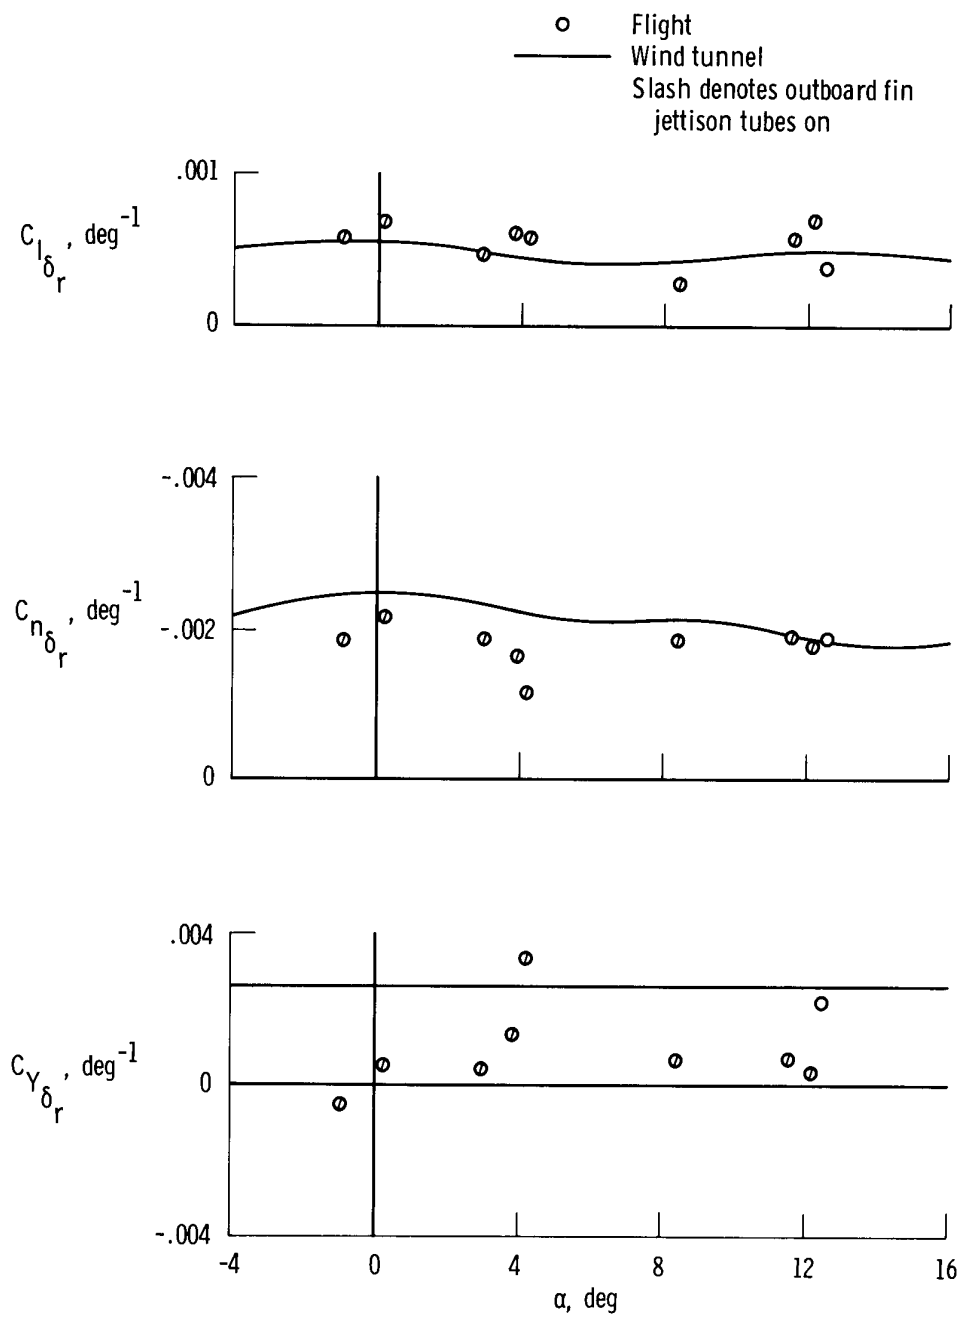 Flight
Wind tunnel
Slash denotes outboard fin
jettison tubes on
.001
C_{l_{δ_r}}, deg⁻¹
0
-.004
C_{n_{δ_r}}, deg⁻¹
-.002
0
.004
C_{Y_{δ_r}}, deg⁻¹
0
-.004
-4 0 4 8 12 16
α, deg